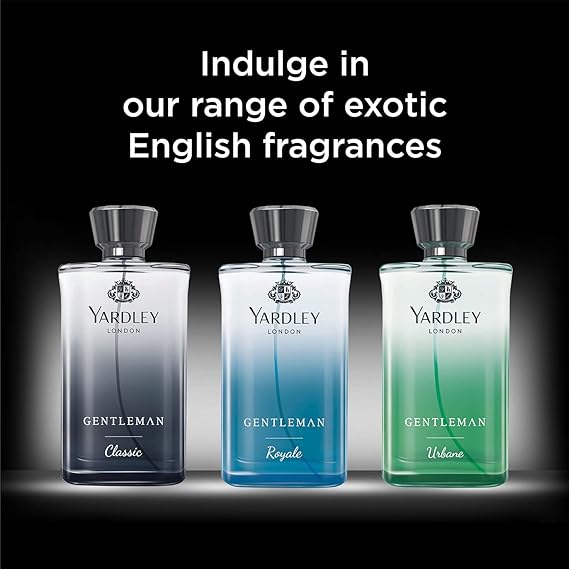 Indulge in
our range of exotic
English fragrances
YARDLEY
LONDON
GENTLEMAN
Classic
YARDLEY
LONDON
GENTLEMAN
Royale
YARDLEY
LONDON
GENTLEMAN
Urbane